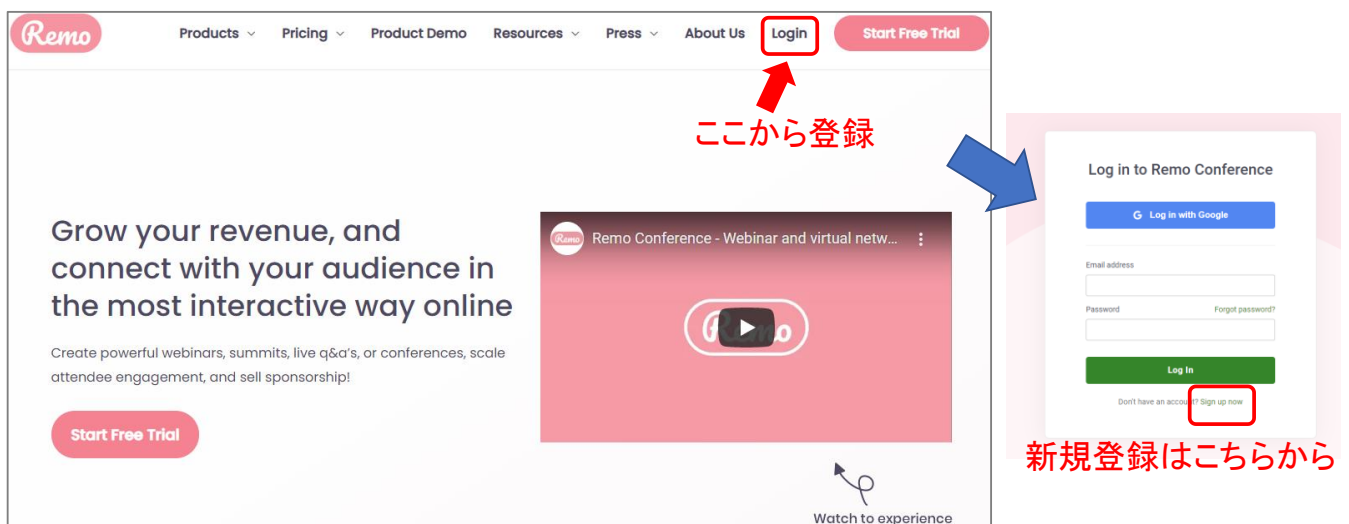 Remo
Products Pricing Product Demo Resources Press About Us Login Start Free Trial
ここから登録
Grow your revenue, and
connect with your audience in
the most interactive way online
Create powerful webinars, summits, live q&a's, or conferences, scale
attendee engagement, and sell sponsorship!
Start Free Trial
Remo Remo Conference - Webinar and virtual netw...
Remo
Watch to experience
Log in to Remo Conference
G Log in with Google
Email address
Password Forgot password?
Log In
Don't have an account? Sign up now
新規登録はこちらから